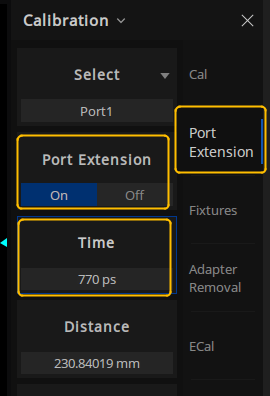 Calibration
Select
Port1
Port Extension
On Off
Time
770 ps
Distance
230.84019 mm
Cal
Port
Extension
Fixtures
Adapter
Removal
ECal